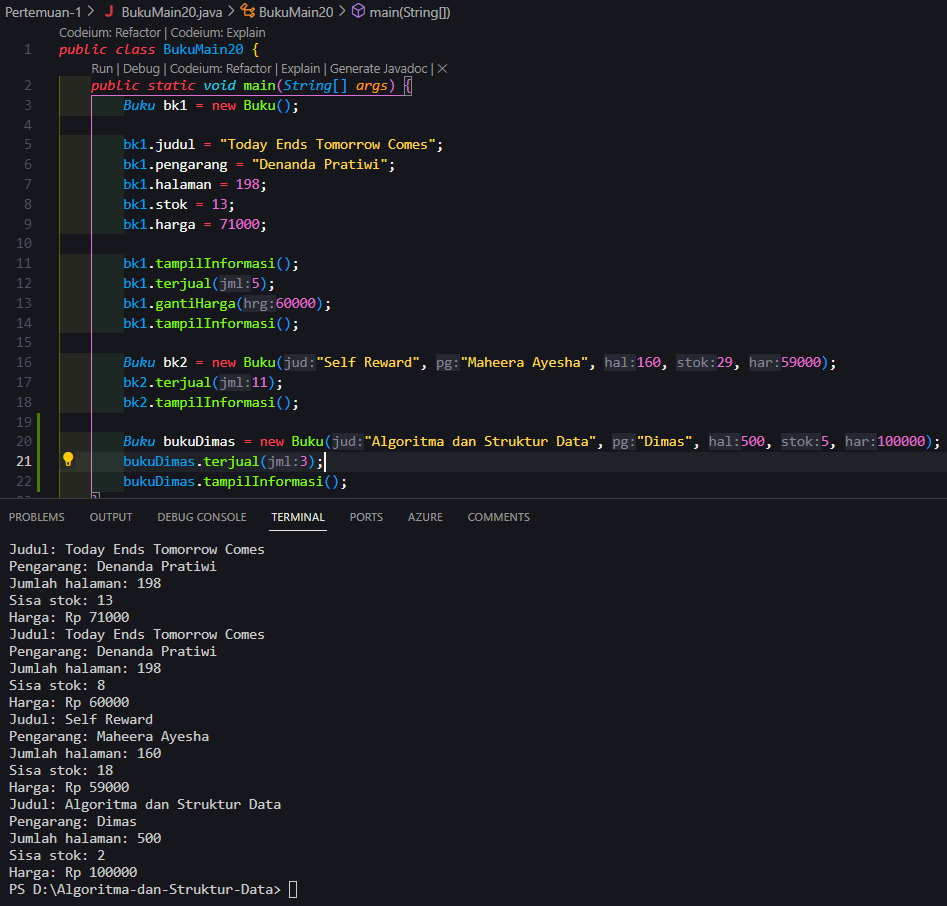 Pertemuan-1 > J BukuMain20.java > BukuMain20 > main(String[])
Codeium: Refactor | Codeium: Explain
1 public class BukuMain20 {
Run | Debug | Codeium: Refactor | Explain | Generate Javadoc | ×
2 public static void main(String[] args) {
3 Buku bk1 = new Buku();
4
5 bk1.judul = "Today Ends Tomorrow Comes";
6 bk1.pengarang = "Denanda Pratiwi";
7 bk1.halaman = 198;
8 bk1.stok = 13;
9 bk1.harga = 71000;
10
11 bk1.tampilInformasi();
12 bk1.terjual(jml:5);
13 bk1.gantiHarga(hrg:60000);
14 bk1.tampilInformasi();
15
16 Buku bk2 = new Buku(jud:"Self Reward", pg:"Maheera Ayesha", hal:160, stok:29, har:59000);
17 bk2.terjual(jml:11);
18 bk2.tampilInformasi();
19
20 Buku bukuDimas = new Buku(jud:"Algoritma dan Struktur Data", pg:"Dimas", hal:500, stok:5, har:100000);
21 bukuDimas.terjual(jml:3);
22 bukuDimas.tampilInformasi();
PROBLEMS OUTPUT DEBUG CONSOLE TERMINAL PORTS AZURE COMMENTS
Judul: Today Ends Tomorrow Comes
Pengarang: Denanda Pratiwi
Jumlah halaman: 198
Sisa stok: 13
Harga: Rp 71000
Judul: Today Ends Tomorrow Comes
Pengarang: Denanda Pratiwi
Jumlah halaman: 198
Sisa stok: 8
Harga: Rp 60000
Judul: Self Reward
Pengarang: Maheera Ayesha
Jumlah halaman: 160
Sisa stok: 18
Harga: Rp 59000
Judul: Algoritma dan Struktur Data
Pengarang: Dimas
Jumlah halaman: 500
Sisa stok: 2
Harga: Rp 100000
PS D:\Algoritma-dan-Struktur-Data>